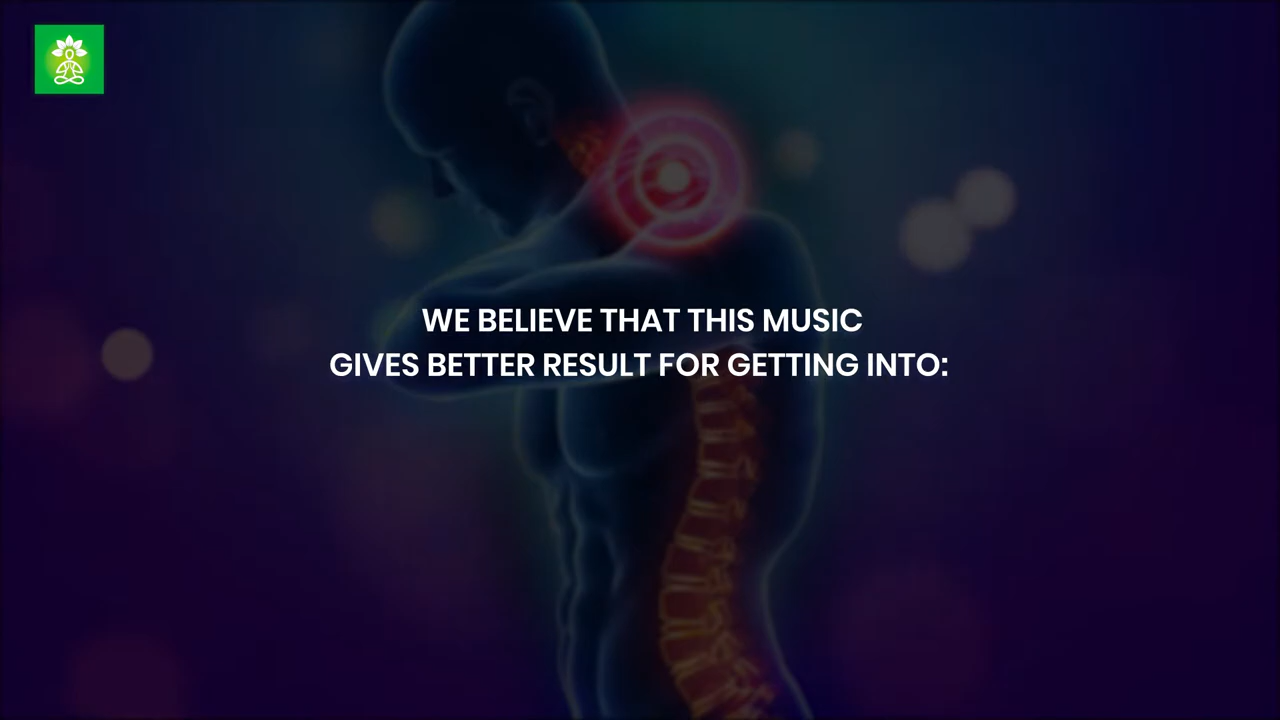 WE BELIEVE THAT THIS MUSIC
GIVES BETTER RESULT FOR GETTING INTO: